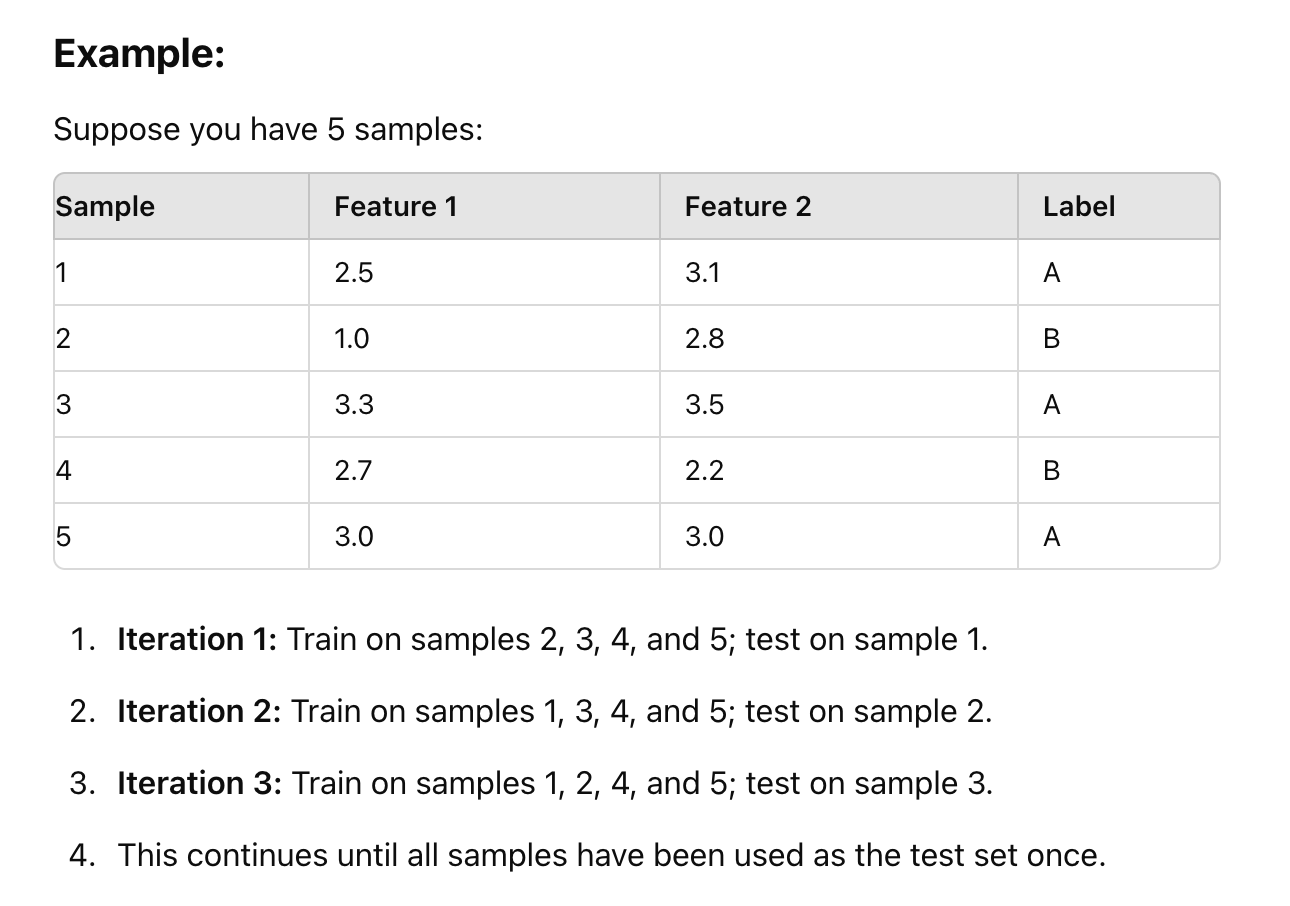 Example:
Suppose you have 5 samples:
Sample Feature 1 Feature 2 Label
1 2.5 3.1 A
2 1.0 2.8 B
3 3.3 3.5 A
4 2.7 2.2 B
5 3.0 3.0 A
1. Iteration 1: Train on samples 2, 3, 4, and 5; test on sample 1.
2. Iteration 2: Train on samples 1, 3, 4, and 5; test on sample 2.
3. Iteration 3: Train on samples 1, 2, 4, and 5; test on sample 3.
4. This continues until all samples have been used as the test set once.